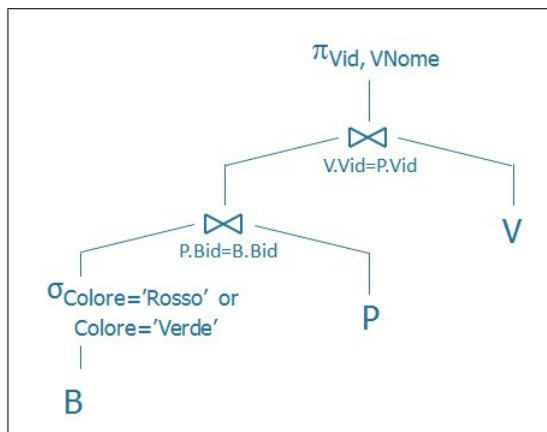 πVid, VNome
V.Vid=P.Vid
P.Bid=B.Bid
V
σColore='Rosso’ or
Colore='Verde’
P
B